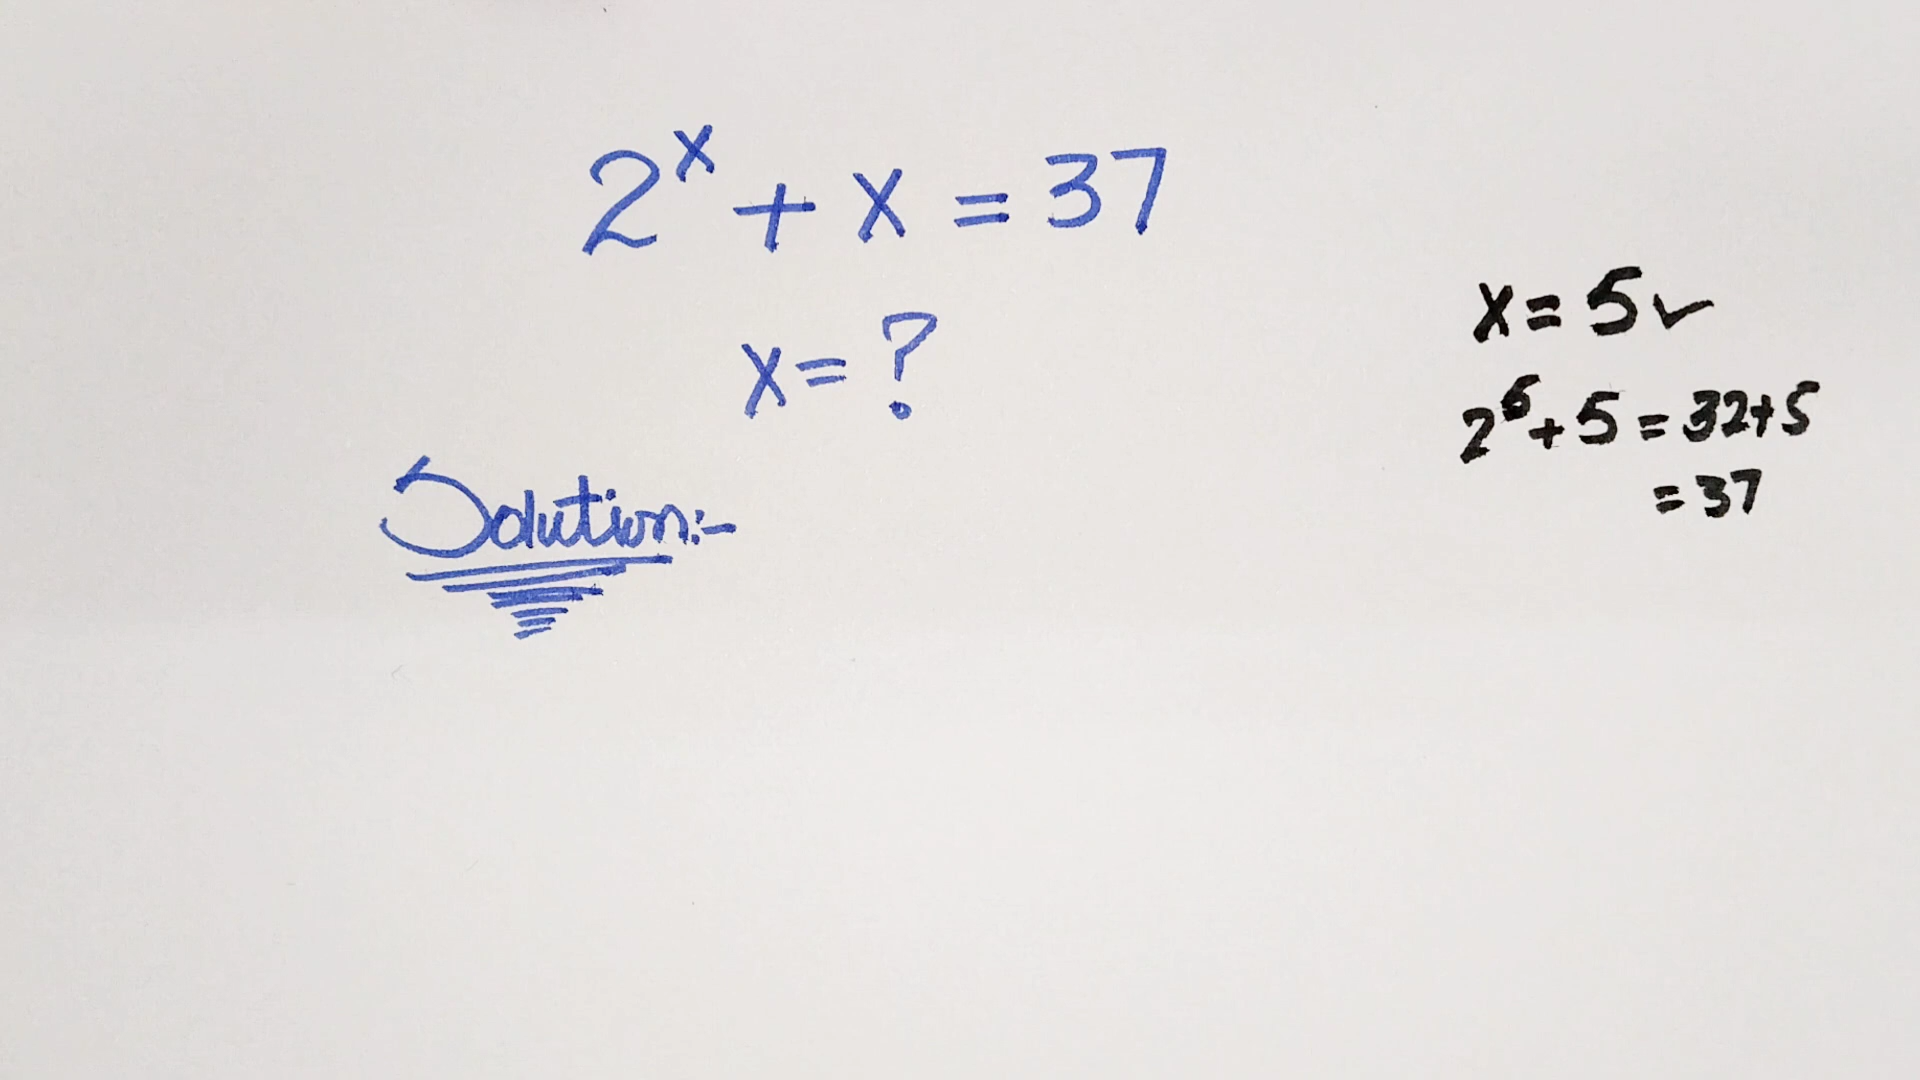 2^x + x = 37
x = ?
Solution:-
x = 5 ✓
2^5 + 5 = 32+5
= 37